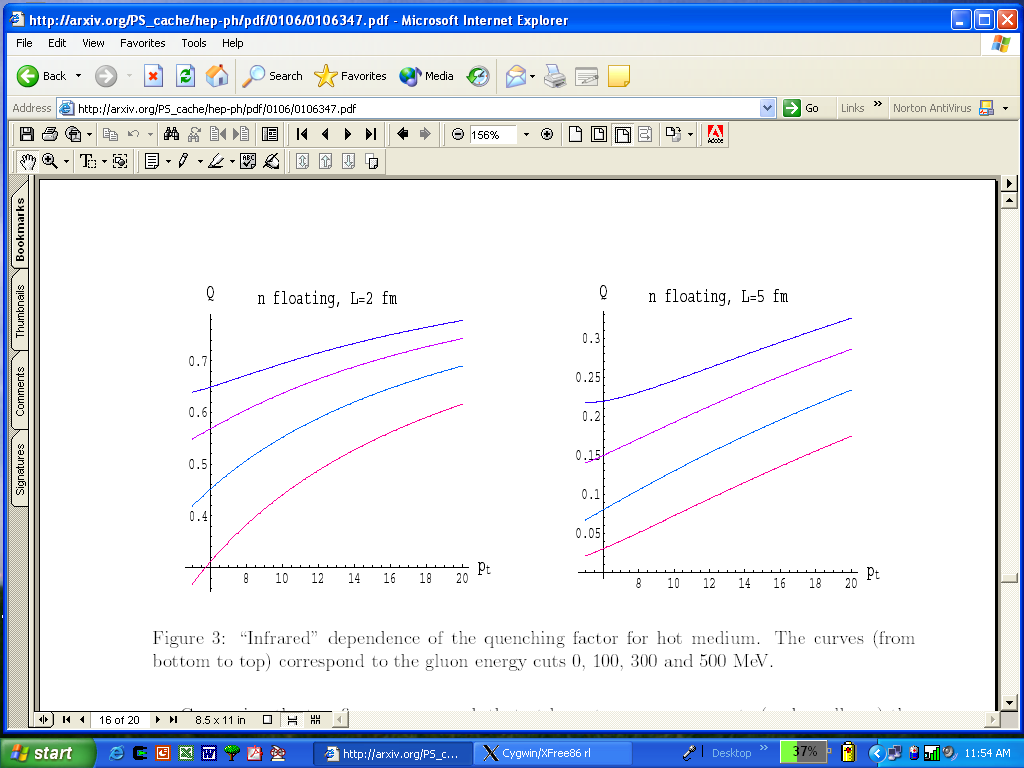 http://arxiv.org/PS_cache/hep-ph/pdf/0106/0106347.pdf - Microsoft Internet Explorer
File Edit View Favorites Tools Help
Back Search Favorites Media
Address http://arxiv.org/PS_cache/hep-ph/pdf/0106/0106347.pdf Go Links » Norton AntiVirus
156%
Bookmarks
Thumbnails
Comments
Signatures
Q n floating, L=2 fm
0.7
0.6
0.5
0.4
8 10 12 14 16 18 20 pt
Q n floating, L=5 fm
0.3
0.25
0.2
0.15
0.1
0.05
8 10 12 14 16 18 20 pt
Figure 3: “Infrared” dependence of the quenching factor for hot medium. The curves (from
bottom to top) correspond to the gluon energy cuts 0, 100, 300 and 500 MeV.
16 of 20 8.5 x 11 in
start http://arxiv.org/PS_c... Cygwin/XFree86 rl Desktop » 37% 11:54 AM